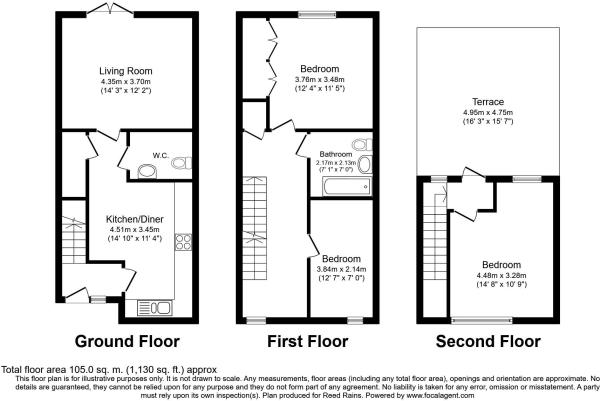 Living Room
4.35m x 3.70m
(14' 3" x 12' 2")
W.C.
Kitchen/Diner
4.51m x 3.45m
(14' 10" x 11' 4")
Ground Floor
Bedroom
3.76m x 3.48m
(12' 4" x 11' 5")
Bathroom
2.17m x 2.13m
(7' 1" x 7' 0")
Bedroom
3.84m x 2.14m
(12' 7" x 7' 0")
First Floor
Terrace
4.95m x 4.75m
(16' 3" x 15' 7")
Bedroom
4.48m x 3.28m
(14' 8" x 10' 9")
Second Floor
Total floor area 105.0 sq. m. (1,130 sq. ft.) approx
This floor plan is for illustrative purposes only. It is not drawn to scale. Any measurements, floor areas (including any total floor area), openings and orientation are approximate. No
details are guaranteed, they cannot be relied upon for any purpose and they do not form part of any agreement. No liability is taken for any error, omission or misstatement. A party
must rely upon its own inspection(s). Plan produced for Reed Rains. Powered by www.focalagent.com